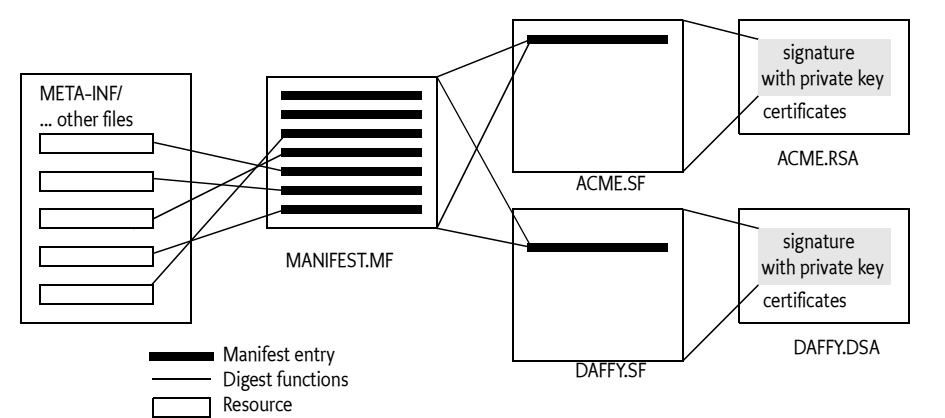 META-INF/
... other files
MANIFEST.MF
ACME.SF
signature
with private key
certificates
ACME.RSA
DAFFY.SF
signature
with private key
certificates
DAFFY.DSA
Manifest entry
Digest functions
Resource